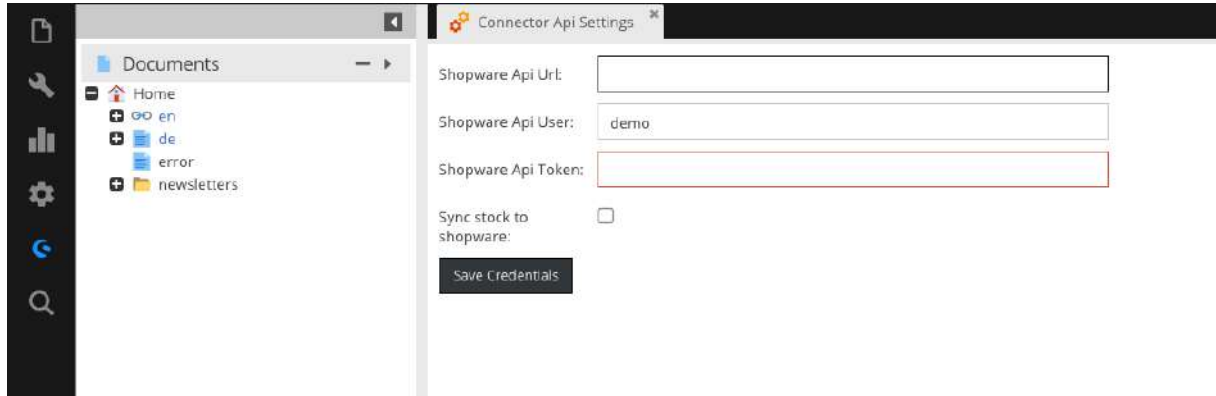 Documents
Home
en
de
error
newsletters
Connector Api Settings
Shopware Api Url:
Shopware Api User: demo
Shopware Api Token:
Sync stock to
shopware:
Save Credentials